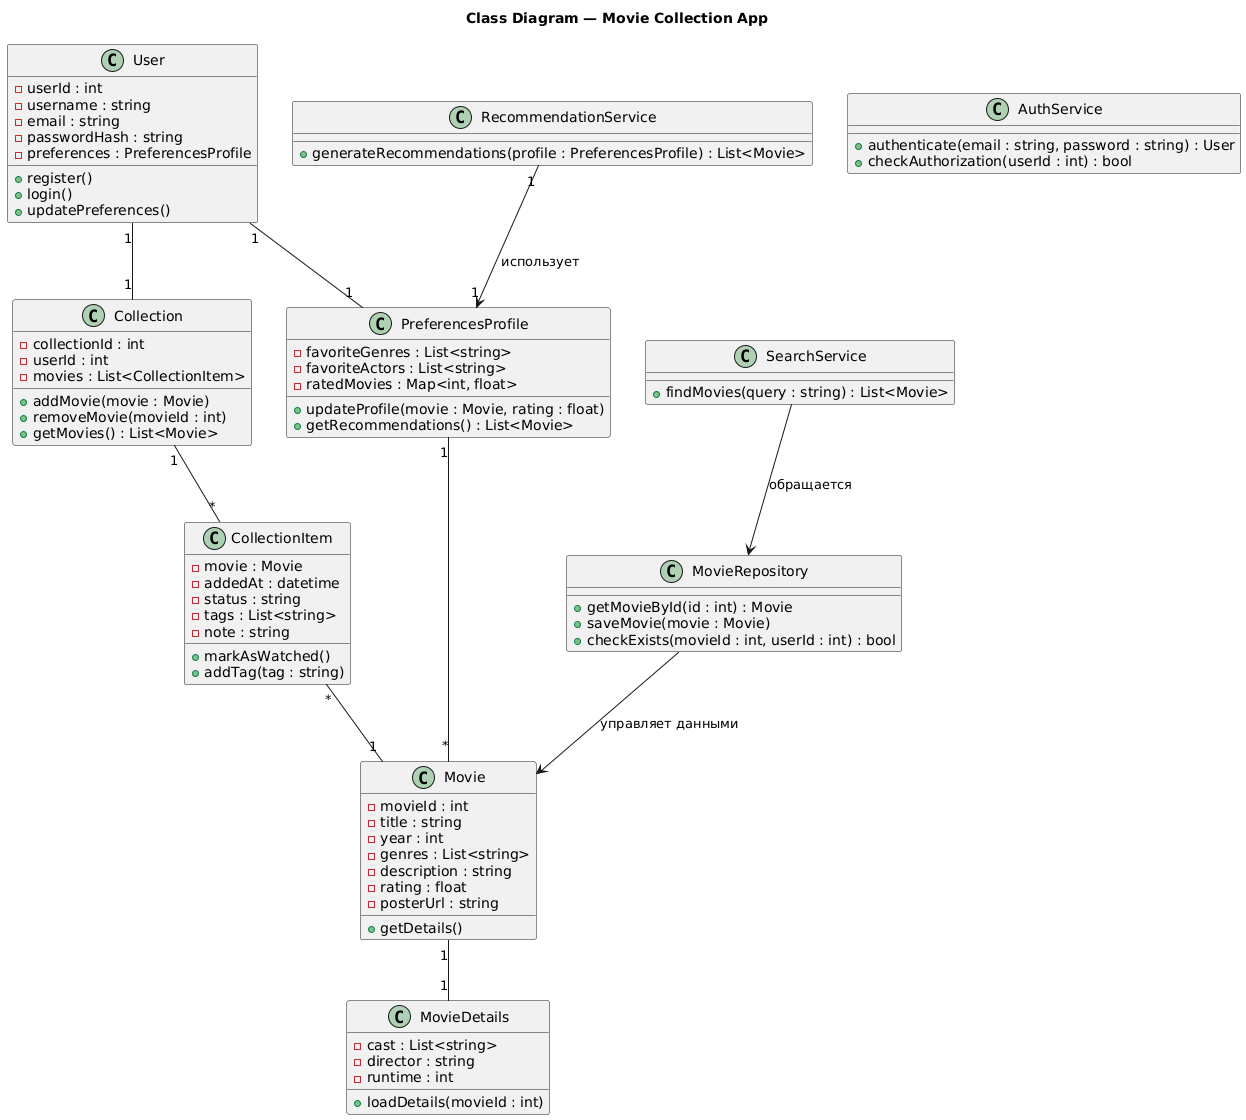 Class Diagram — Movie Collection App
C User
userId : int
username : string
email : string
passwordHash : string
preferences : PreferencesProfile
register()
login()
updatePreferences()
C RecommendationService
generateRecommendations(profile : PreferencesProfile) : List<Movie>
C AuthService
authenticate(email : string, password : string) : User
checkAuthorization(userId : int) : bool
1
1
1
1
1
использует
1
C Collection
collectionId : int
userId : int
movies : List<CollectionItem>
addMovie(movie : Movie)
removeMovie(movieId : int)
getMovies() : List<Movie>
C PreferencesProfile
favoriteGenres : List<string>
favoriteActors : List<string>
ratedMovies : Map<int, float>
updateProfile(movie : Movie, rating : float)
getRecommendations() : List<Movie>
C SearchService
findMovies(query : string) : List<Movie>
1
*
1
*
обращается
C CollectionItem
movie : Movie
addedAt : datetime
status : string
tags : List<string>
note : string
markAsWatched()
addTag(tag : string)
C MovieRepository
getMovieById(id : int) : Movie
saveMovie(movie : Movie)
checkExists(movieId : int, userId : int) : bool
*
1
управляет данными
C Movie
movieId : int
title : string
year : int
genres : List<string>
description : string
rating : float
posterUrl : string
getDetails()
1
1
C MovieDetails
cast : List<string>
director : string
runtime : int
loadDetails(movieId : int)